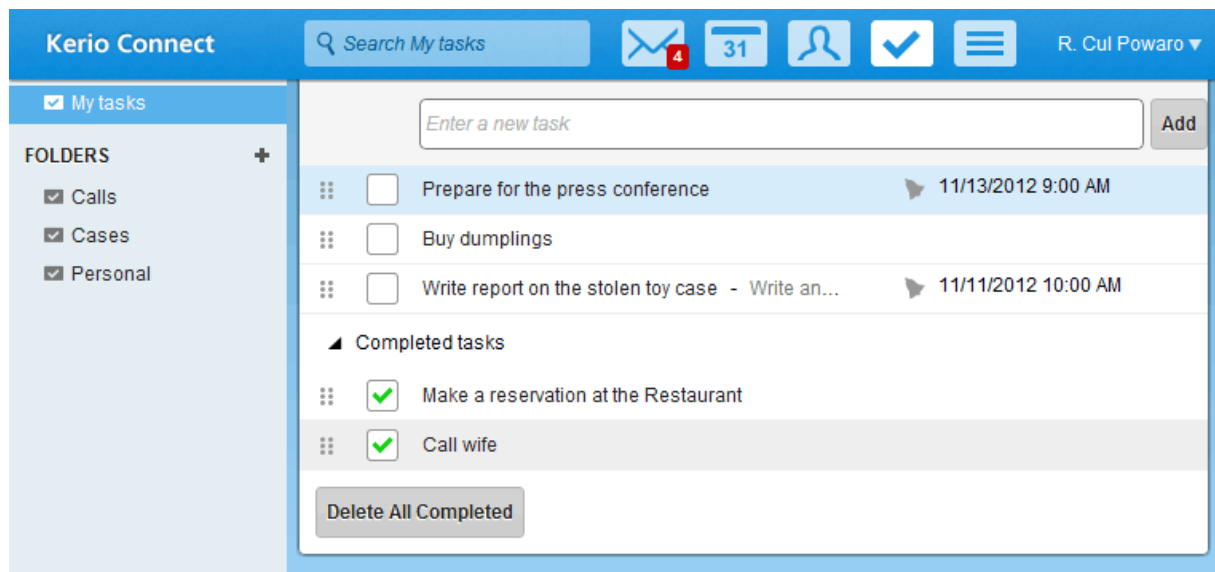 Kerio Connect
Search My tasks
4
31
R. Cul Powaro
My tasks
FOLDERS
Calls
Cases
Personal
Enter a new task
Add
Prepare for the press conference 11/13/2012 9:00 AM
Buy dumplings
Write report on the stolen toy case - Write an... 11/11/2012 10:00 AM
Completed tasks
Make a reservation at the Restaurant
Call wife
Delete All Completed